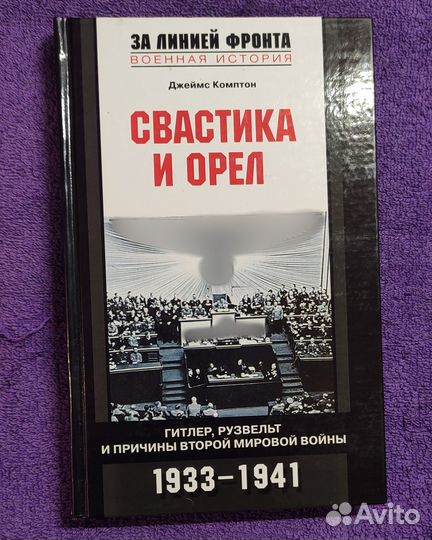 ЗА ЛИНИЕЙ ФРОНТА
ВОЕННАЯ ИСТОРИЯ
Джеймс Комптон
СВАСТИКА
И ОРЕЛ
ГИТЛЕР, РУЗВЕЛЬТ
И ПРИЧИНЫ ВТОРОЙ МИРОВОЙ ВОЙНЫ
1933–1941
Avito